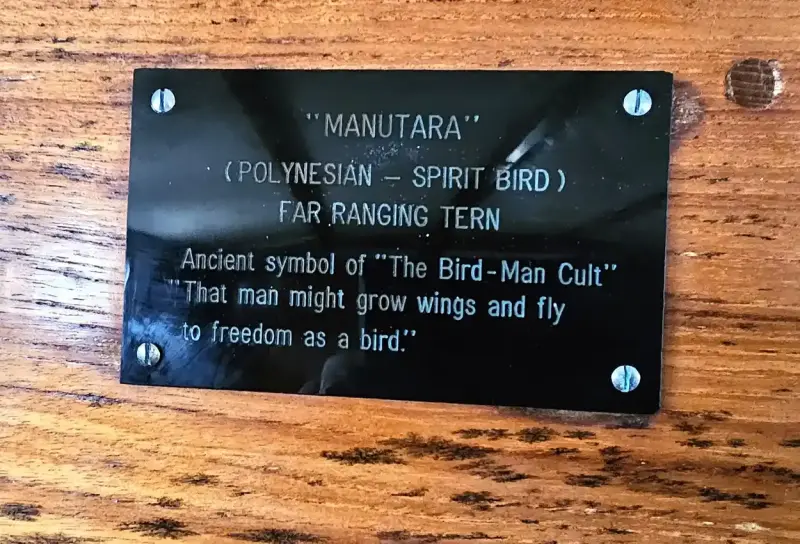 "MANUTARA"
(POLYNESIAN – SPIRIT BIRD)
FAR RANGING TERN
Ancient symbol of "The Bird-Man Cult"
"That man might grow wings and fly
to freedom as a bird."